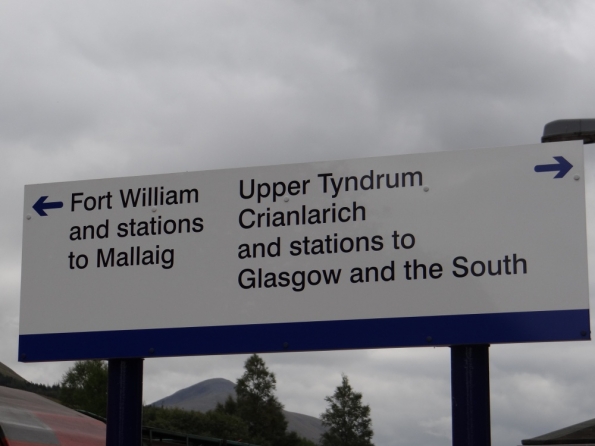 Fort William
and stations
to Mallaig
Upper Tyndrum
Crianlarich
and stations to
Glasgow and the South